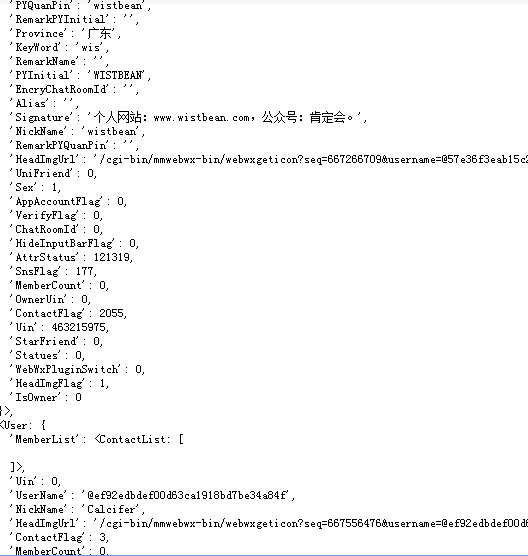 'PYQuanPin': 'wistbean',
'RemarkPYInitial': '',
'Province': '广东',
'KeyWord': 'wis',
'RemarkName': '',
'PYInitial': 'WISTBEAN',
'EncryChatRoomId': '',
'Alias': '',
'Signature': '个人网站：www.wistbean.com，公众号：肯定会。',
'NickName': 'wistbean',
'RemarkPYQuanPin': '',
'HeadImgUrl': '/cgi-bin/mmwebwx-bin/webwxgeticon?seq=667266709&username=@57e36f3eab15c2
'UniFriend': 0,
'Sex': 1,
'AppAccountFlag': 0,
'VerifyFlag': 0,
'ChatRoomId': 0,
'HideInputBarFlag': 0,
'AttrStatus': 121319,
'SnsFlag': 177,
'MemberCount': 0,
'OwnerUin': 0,
'ContactFlag': 2055,
'Uin': 463215975,
'StarFriend': 0,
'Statues': 0,
'WebWxPluginSwitch': 0,
'HeadImgFlag': 1,
'IsOwner': 0
}>,
<User: {
'MemberList': <ContactList: [
]>,
'Uin': 0,
'UserName': '@ef92edbdef00d63ca1918bd7be34a84f',
'NickName': 'Calcifer',
'HeadImgUrl': '/cgi-bin/mmwebwx-bin/webwxgeticon?seq=667556476&username=@ef92edbdef00d6
'ContactFlag': 3,
'MemberCount': 0,